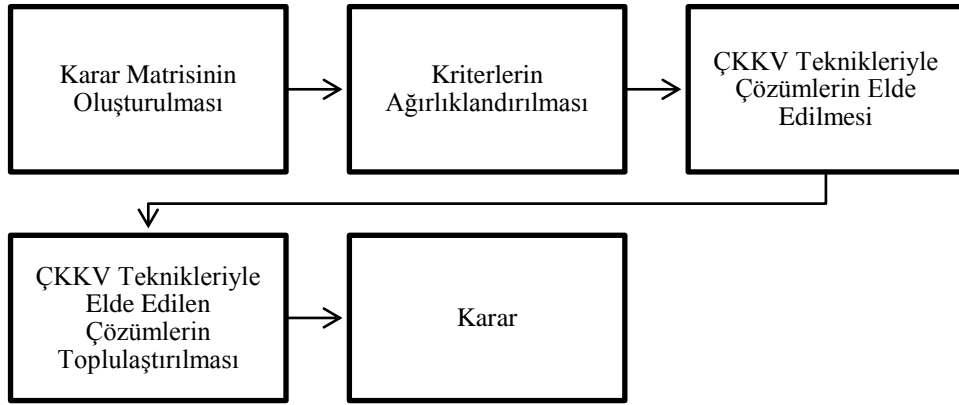 Karar Matrisinin
Oluşturulması
Kriterlerin
Ağırlıklandırılması
ÇKKV Teknikleriyle
Çözümlerin Elde
Edilmesi
ÇKKV Teknikleriyle
Elde Edilen
Çözümlerin
Toplulaştırılması
Karar